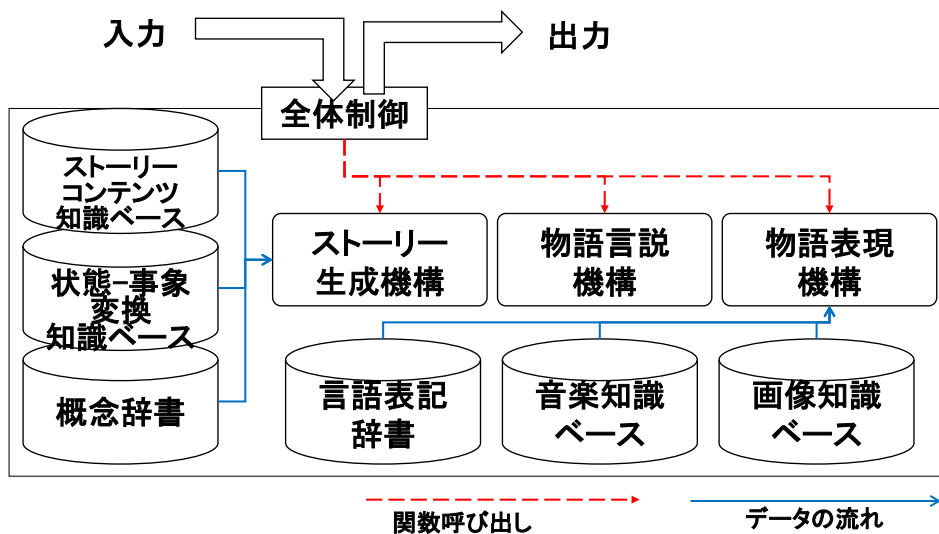 入力
出力
全体制御
ストーリー
コンテンツ
知識ベース
状態-事象
変換
知識ベース
概念辞書
ストーリー
生成機構
物語言説
機構
物語表現
機構
言語表記
辞書
音楽知識
ベース
画像知識
ベース
関数呼び出し
データの流れ